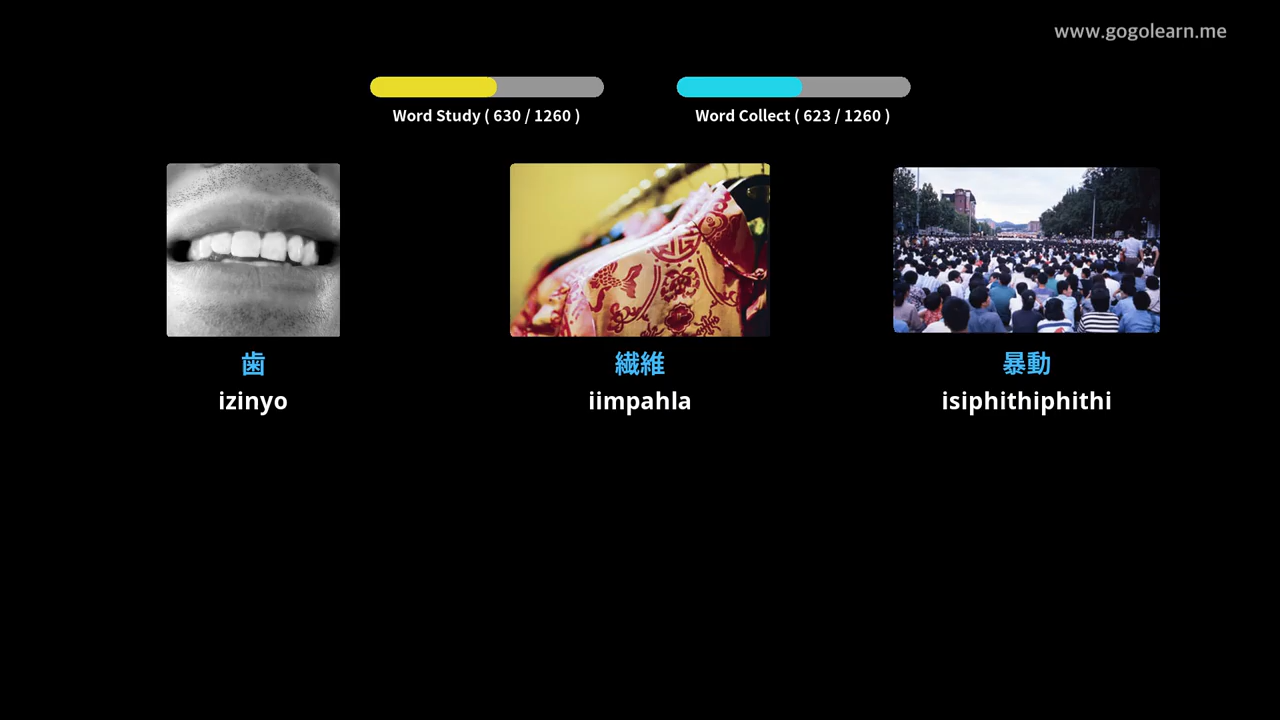 www.gogolearn.me
Word Study ( 630 / 1260 )
Word Collect ( 623 / 1260 )
歯
繊維
暴動
izinyo
iimpahla
isiphithiphithi